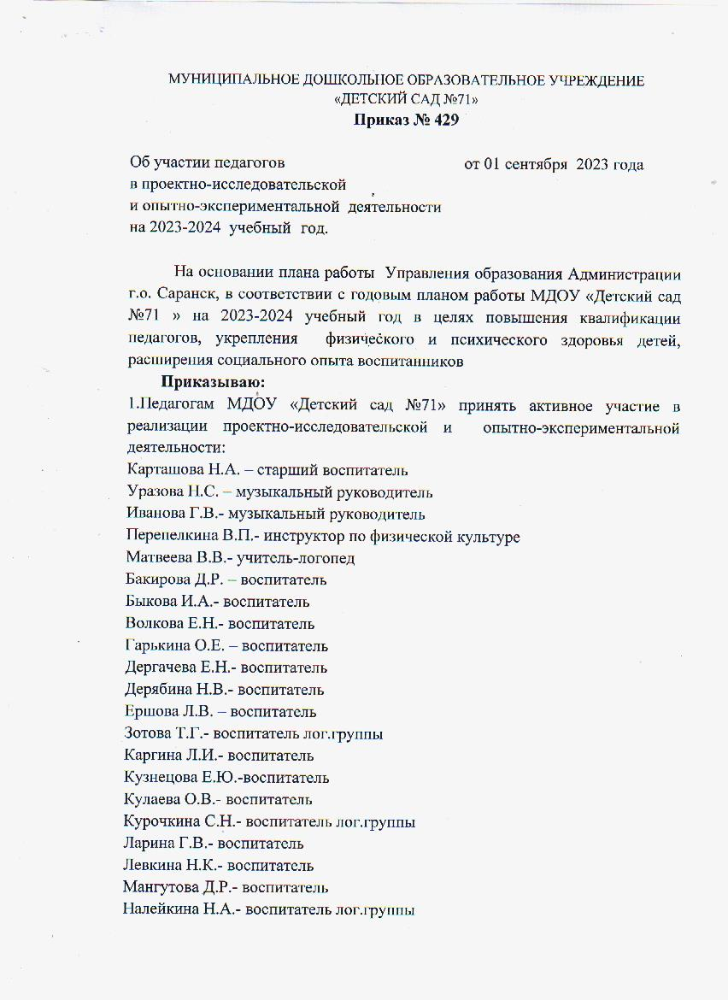 МУНИЦИПАЛЬНОЕ ДОШКОЛЬНОЕ ОБРАЗОВАТЕЛЬНОЕ УЧРЕЖДЕНИЕ
«ДЕТСКИЙ САД №71»
Приказ № 429
Об участии педагогов от 01 сентября 2023 года
в проектно-исследовательской
и опытно-экспериментальной деятельности
на 2023-2024 учебный год.
На основании плана работы Управления образования Администрации
г.о. Саранск, в соответствии с годовым планом работы МДОУ «Детский сад
№71 » на 2023-2024 учебный год в целях повышения квалификации
педагогов, укрепления физического и психического здоровья детей,
расширения социального опыта воспитанников
Приказываю:
1.Педагогам МДОУ «Детский сад №71» принять активное участие в
реализации проектно-исследовательской и опытно-экспериментальной
деятельности:
Карташова Н.А. – старший воспитатель
Уразова Н.С. – музыкальный руководитель
Иванова Г.В.- музыкальный руководитель
Перепелкина В.П.- инструктор по физической культуре
Матвеева В.В.- учитель-логопед
Бакирова Д.Р. – воспитатель
Быкова И.А.- воспитатель
Волкова Е.Н.- воспитатель
Гарькина О.Е. – воспитатель
Дергачева Е.Н.- воспитатель
Дерябина Н.В.- воспитатель
Ершова Л.В. – воспитатель
Зотова Т.Г.- воспитатель лог.группы
Каргина Л.И.- воспитатель
Кузнецова Е.Ю.-воспитатель
Кулаева О.В.- воспитатель
Курочкина С.Н.- воспитатель лог.группы
Ларина Г.В.- воспитатель
Левкина Н.К.- воспитатель
Мангутова Д.Р.- воспитатель
Налейкина Н.А.- воспитатель лог.группы